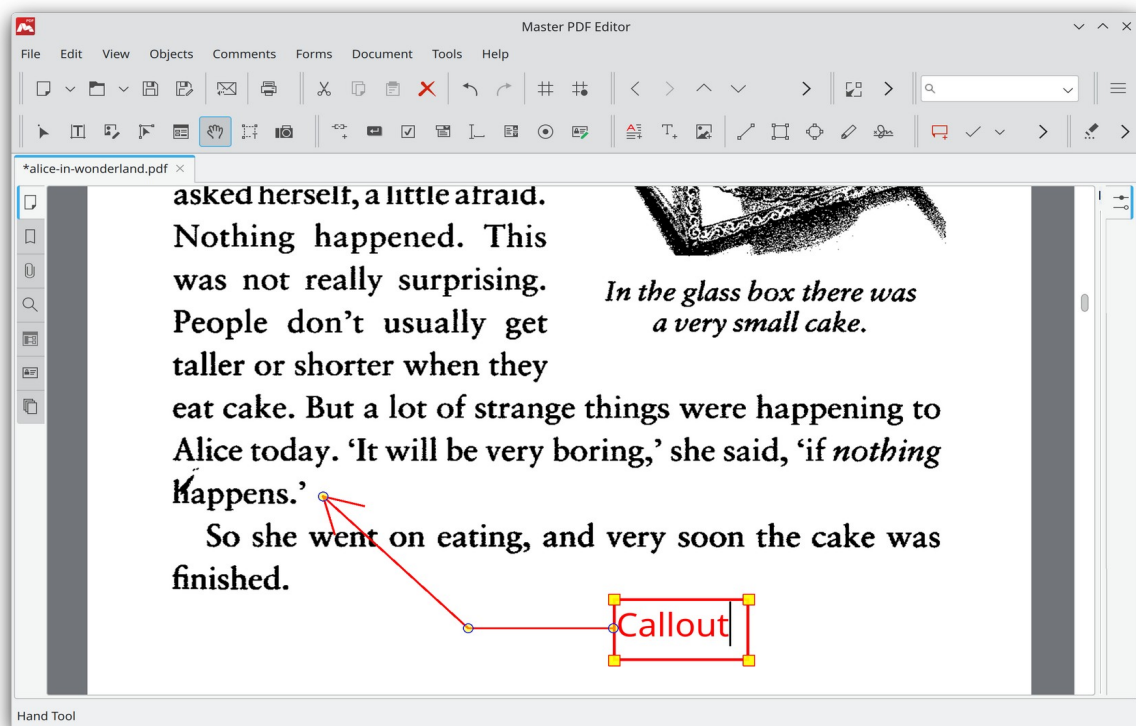 Master PDF Editor
File Edit View Objects Comments Forms Document Tools Help
*alice-in-wonderland.pdf
asked herself, a little afraid.
Nothing happened. This
was not really surprising.
People don't usually get
taller or shorter when they
eat cake. But a lot of strange things were happening to
Alice today. ‘It will be very boring,’ she said, ‘if nothing
happens.’
So she went on eating, and very soon the cake was
finished.
In the glass box there was
a very small cake.
Callout
Hand Tool